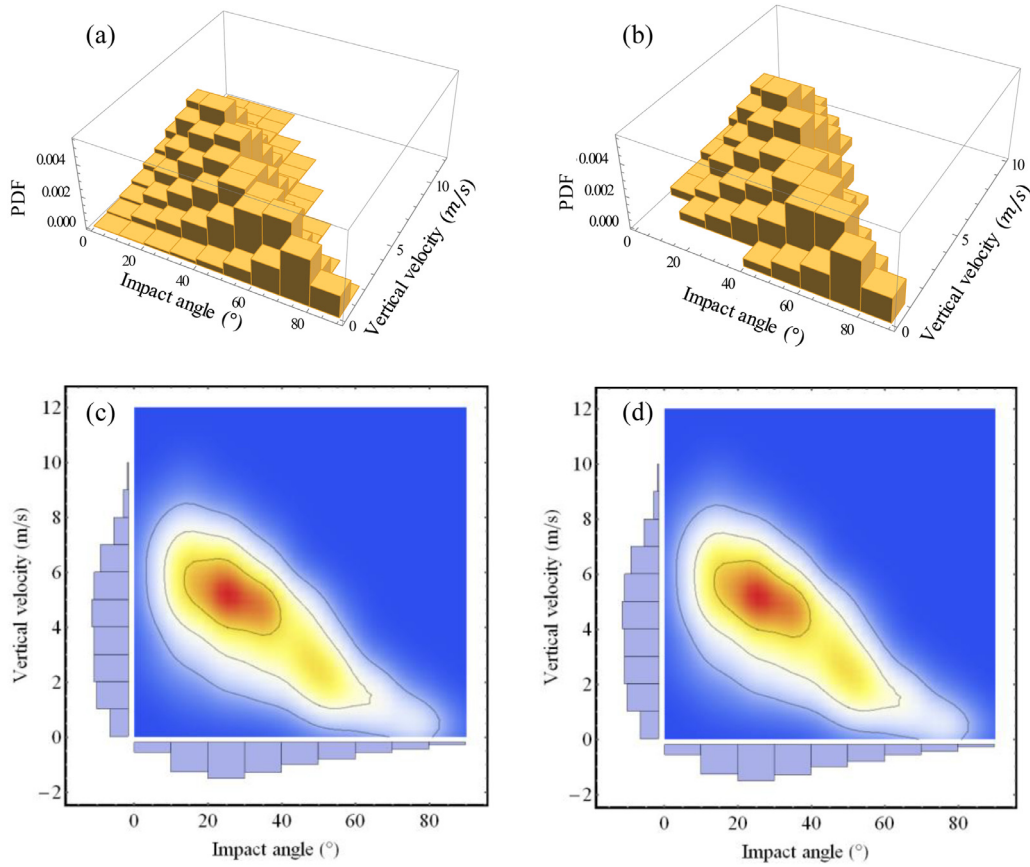 (a)
PDF
0.004
0.002
0.000
0
20
40
60
80
Impact angle (°)
0
5
10
Vertical velocity (m/s)
(b)
PDF
0.004
0.002
0.000
0
20
40
60
80
Impact angle (°)
0
5
10
Vertical velocity (m/s)
(c)
Vertical velocity (m/s)
12
10
8
6
4
2
0
−2
0 20 40 60 80
Impact angle (°)
(d)
Vertical velocity (m/s)
12
10
8
6
4
2
0
−2
0 20 40 60 80
Impact angle (°)